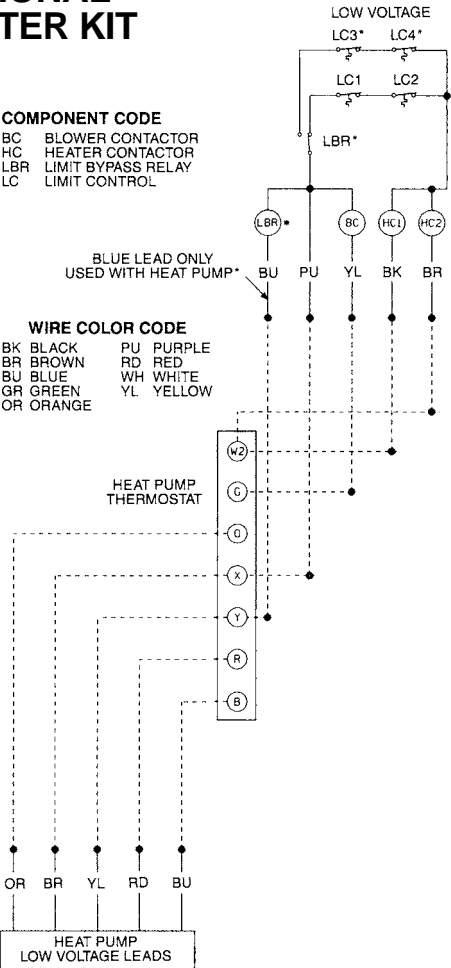 TER KIT
LOW VOLTAGE
LC3* LC4*
LC1 LC2
LBR*
COMPONENT CODE
BC BLOWER CONTACTOR
HC HEATER CONTACTOR
LBR LIMIT BYPASS RELAY
LC LIMIT CONTROL
LBR * BC HC1 HC2
BLUE LEAD ONLY
USED WITH HEAT PUMP*
BU PU YL BK BR
WIRE COLOR CODE
BK BLACK PU PURPLE
BR BROWN RD RED
BU BLUE WH WHITE
GR GREEN YL YELLOW
OR ORANGE
HEAT PUMP
THERMOSTAT
W2
G
O
X
Y
R
B
OR BR YL RD BU
HEAT PUMP
LOW VOLTAGE LEADS